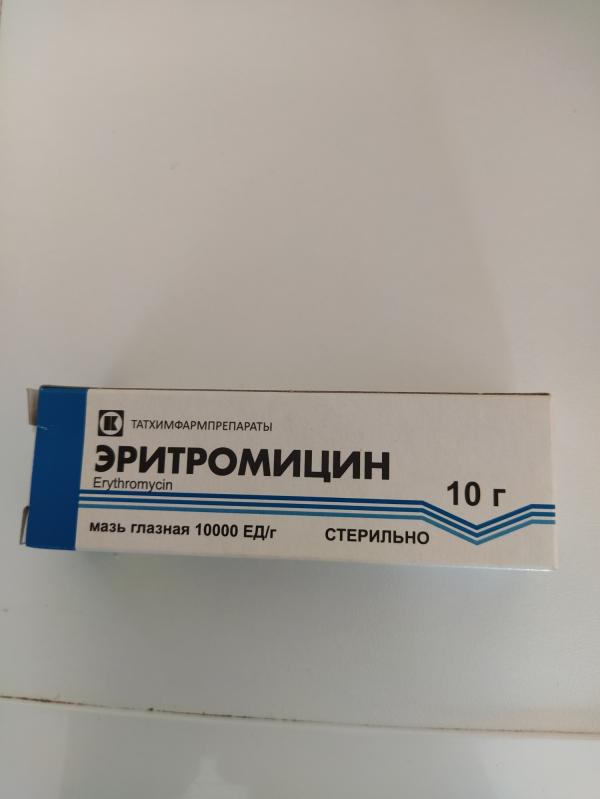 ТАТХИМФАРМПРЕПАРАТЫ
ЭРИТРОМИЦИН
Erythromycin
10 г
мазь глазная 10000 ЕД/г
СТЕРИЛЬНО